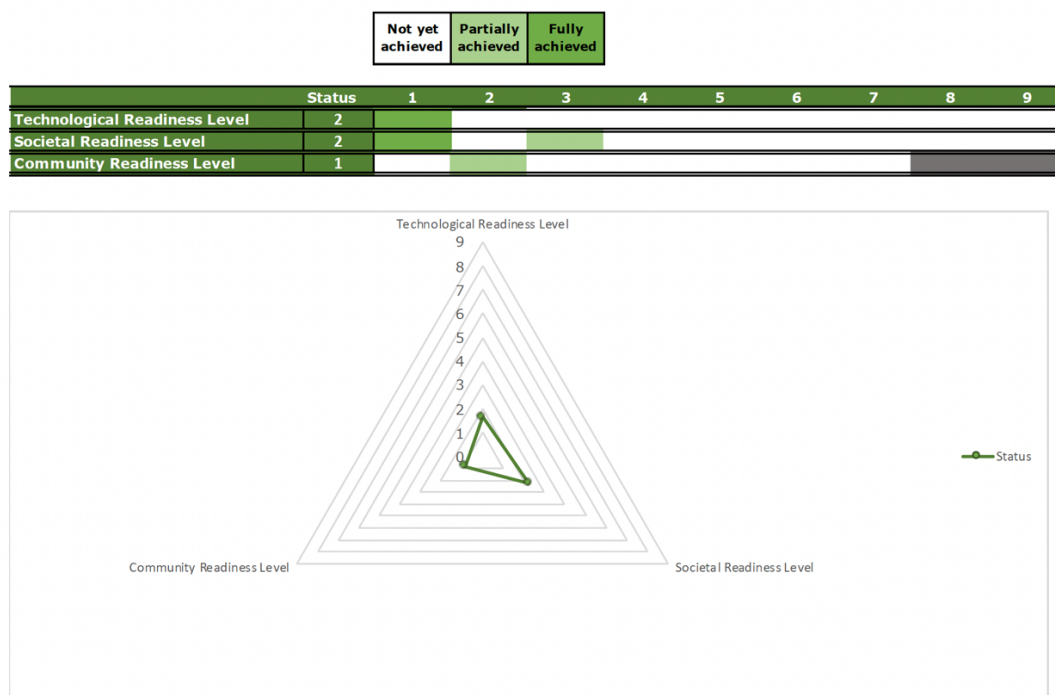 Not yet achieved
Partially achieved
Fully achieved
Status 1 2 3 4 5 6 7 8 9
Technological Readiness Level 2
Societal Readiness Level 2
Community Readiness Level 1
Technological Readiness Level
9
8
7
6
5
4
3
2
1
0
Status
Community Readiness Level
Societal Readiness Level